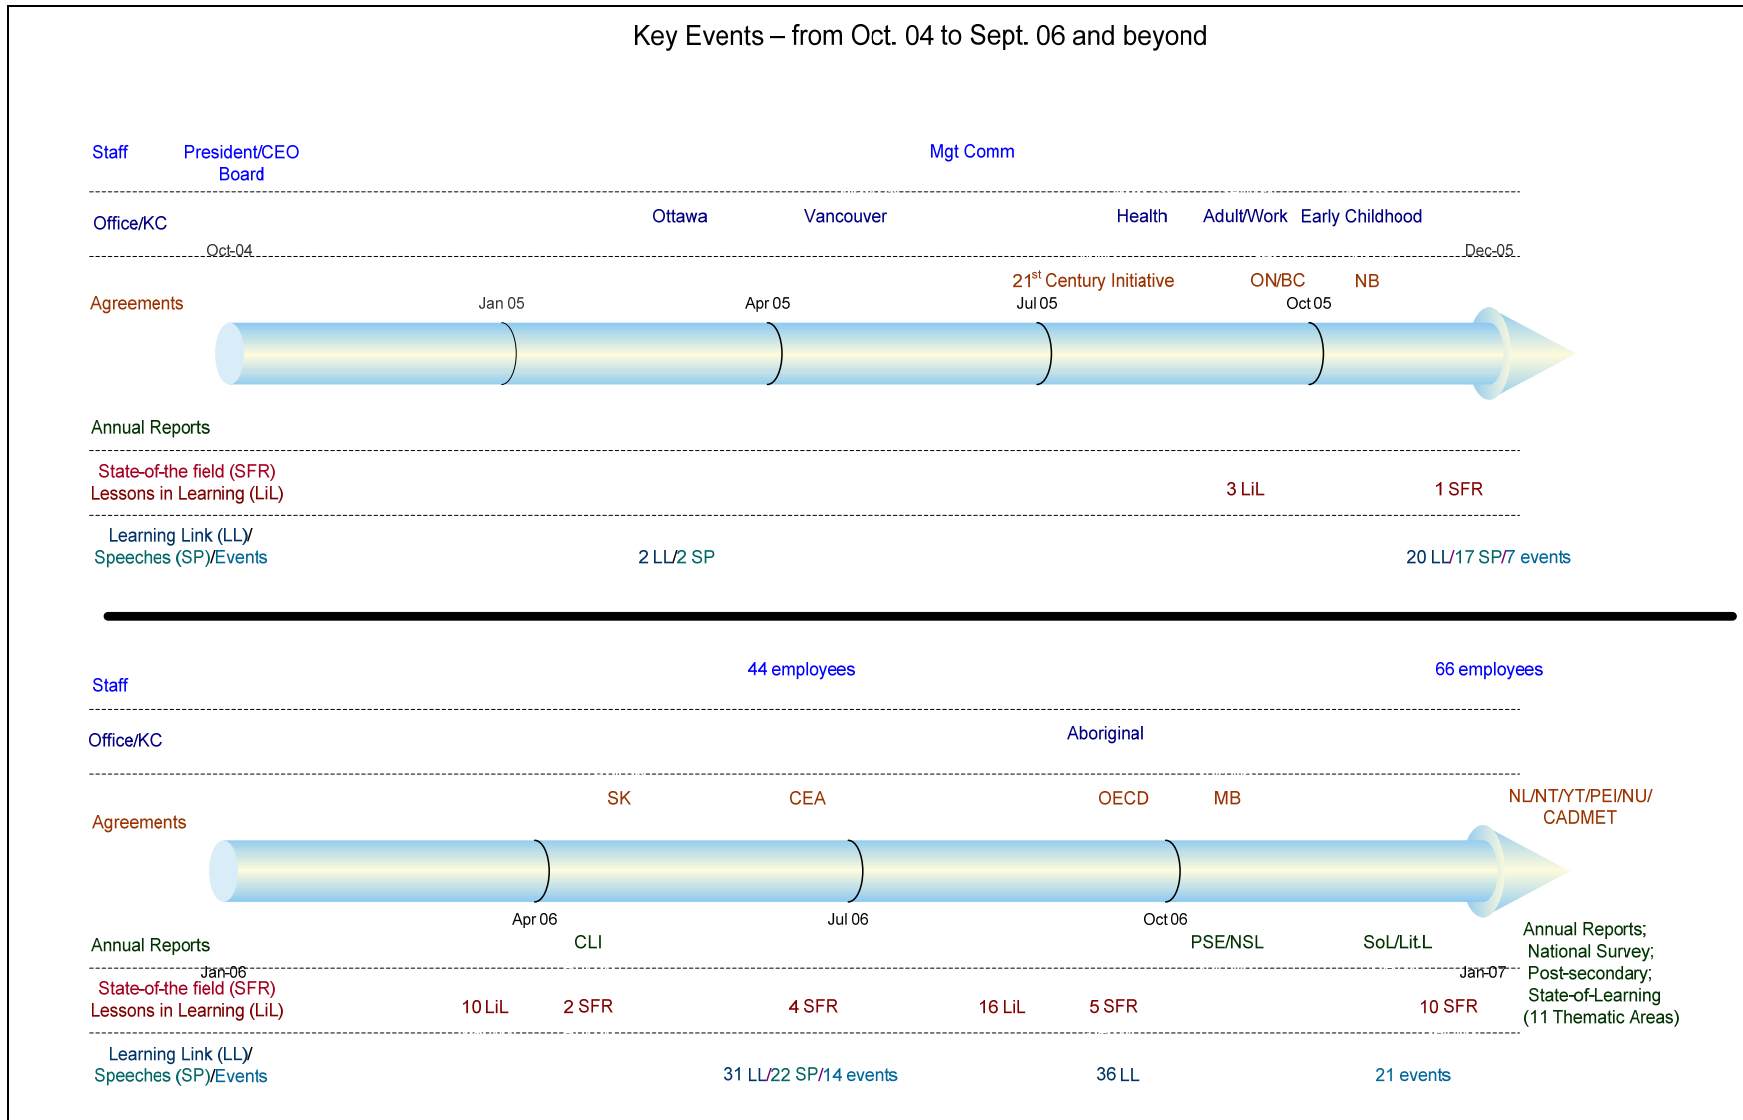 Key Events – from Oct. 04 to Sept. 06 and beyond
Staff President/CEO Mgt Comm
Board
Office/KC Ottawa Vancouver Health Adult/Work Early Childhood
Oct-04 Dec-05
21st Century Initiative ON/BC NB
Agreements Jan 05 Apr 05 Jul 05 Oct 05
Annual Reports
State-of-the field (SFR)
Lessons in Learning (LiL) 3 LiL 1 SFR
Learning Link (LL)/
Speeches (SP)/Events 2 LL/2 SP 20 LL/17 SP/7 events
44 employees 66 employees
Staff
Aboriginal
Office/KC
SK CEA OECD MB NL/NT/YT/PEI/NU/
Agreements CADMET
Apr 06 Jul 06 Oct 06
Annual Reports CLI PSE/NSL SoL/Lit.L Annual Reports;
National Survey;
Jan-06 Jan-07 Post-secondary;
State-of-the field (SFR) State-of-Learning
Lessons in Learning (LiL) 10 LiL 2 SFR 4 SFR 16 LiL 5 SFR 10 SFR (11 Thematic Areas)
Learning Link (LL)/
Speeches (SP)/Events 31 LL/22 SP/14 events 36 LL 21 events